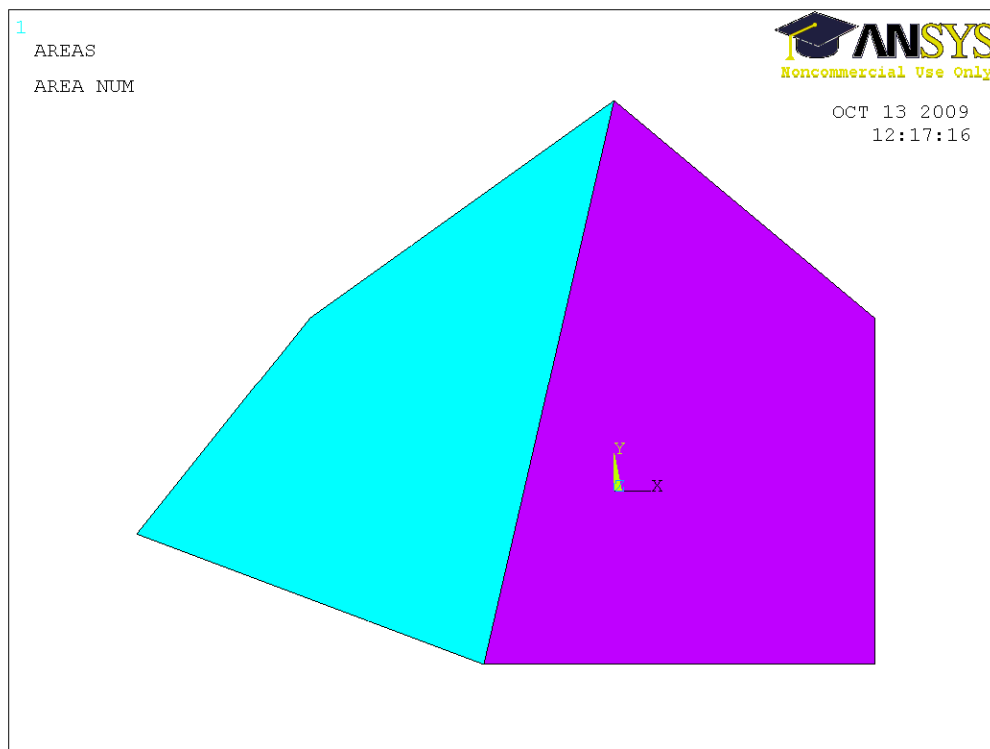 1
AREAS
AREA NUM
ANSYS
Noncommercial Use Only
OCT 13 2009
12:17:16
Y
Z
X